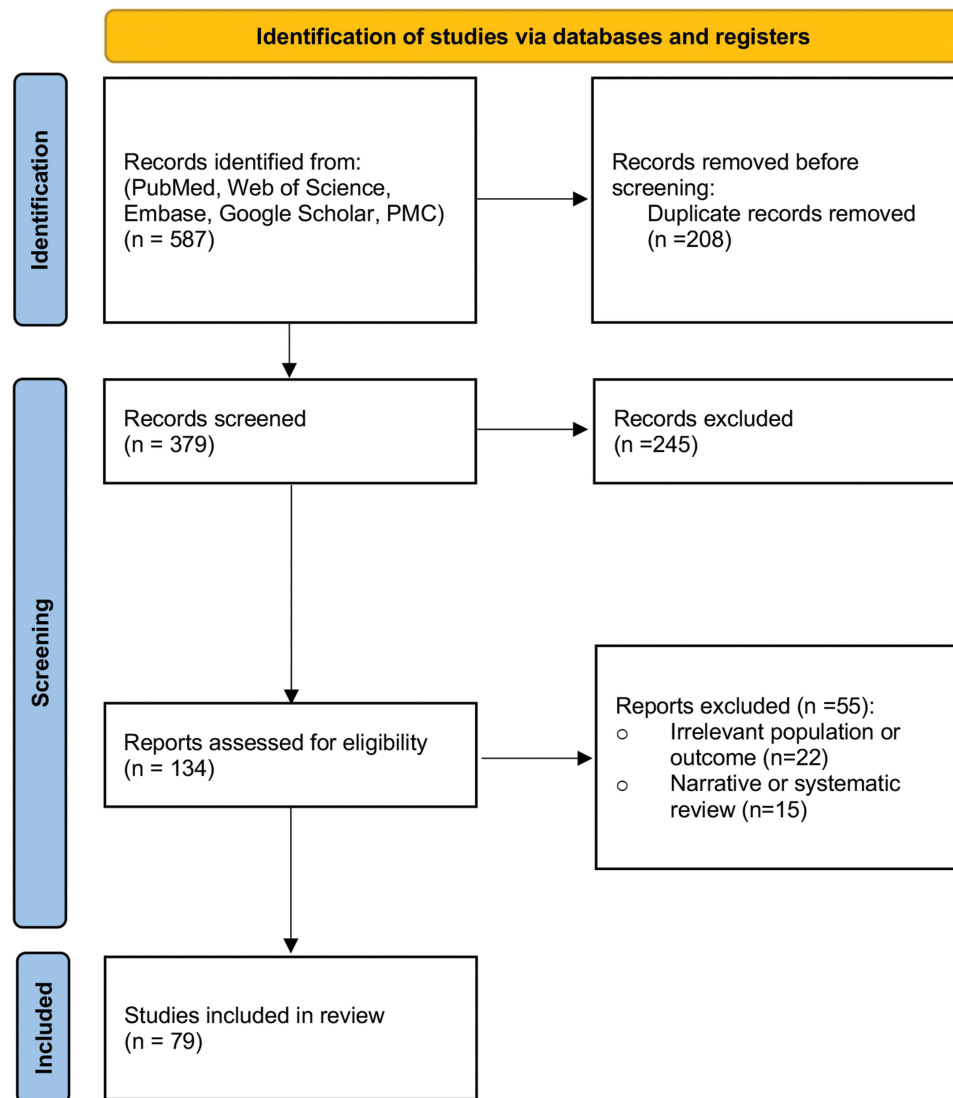 Identification of studies via databases and registers
Identification
Records identified from:
(PubMed, Web of Science,
Embase, Google Scholar, PMC)
(n = 587)
Records removed before
screening:
Duplicate records removed
(n =208)
Screening
Records screened
(n = 379)
Records excluded
(n =245)
Reports assessed for eligibility
(n = 134)
Reports excluded (n =55):
o Irrelevant population or
outcome (n=22)
o Narrative or systematic
review (n=15)
Included
Studies included in review
(n = 79)